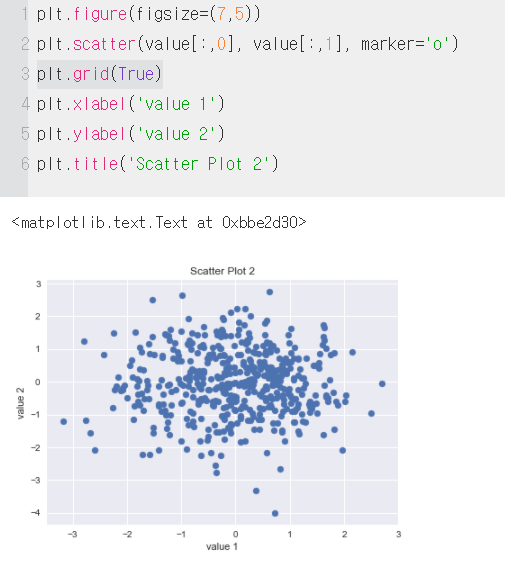 1 plt.figure(figsize=(7,5))
2 plt.scatter(value[:,0], value[:,1], marker='o')
3 plt.grid(True)
4 plt.xlabel('value 1')
5 plt.ylabel('value 2')
6 plt.title('Scatter Plot 2')
<matplotlib.text.Text at 0xbbe2d30>
Scatter Plot 2
3
2
1
0
−1
−2
−3
−4
value 2
−3 −2 −1 0 1 2 3
value 1